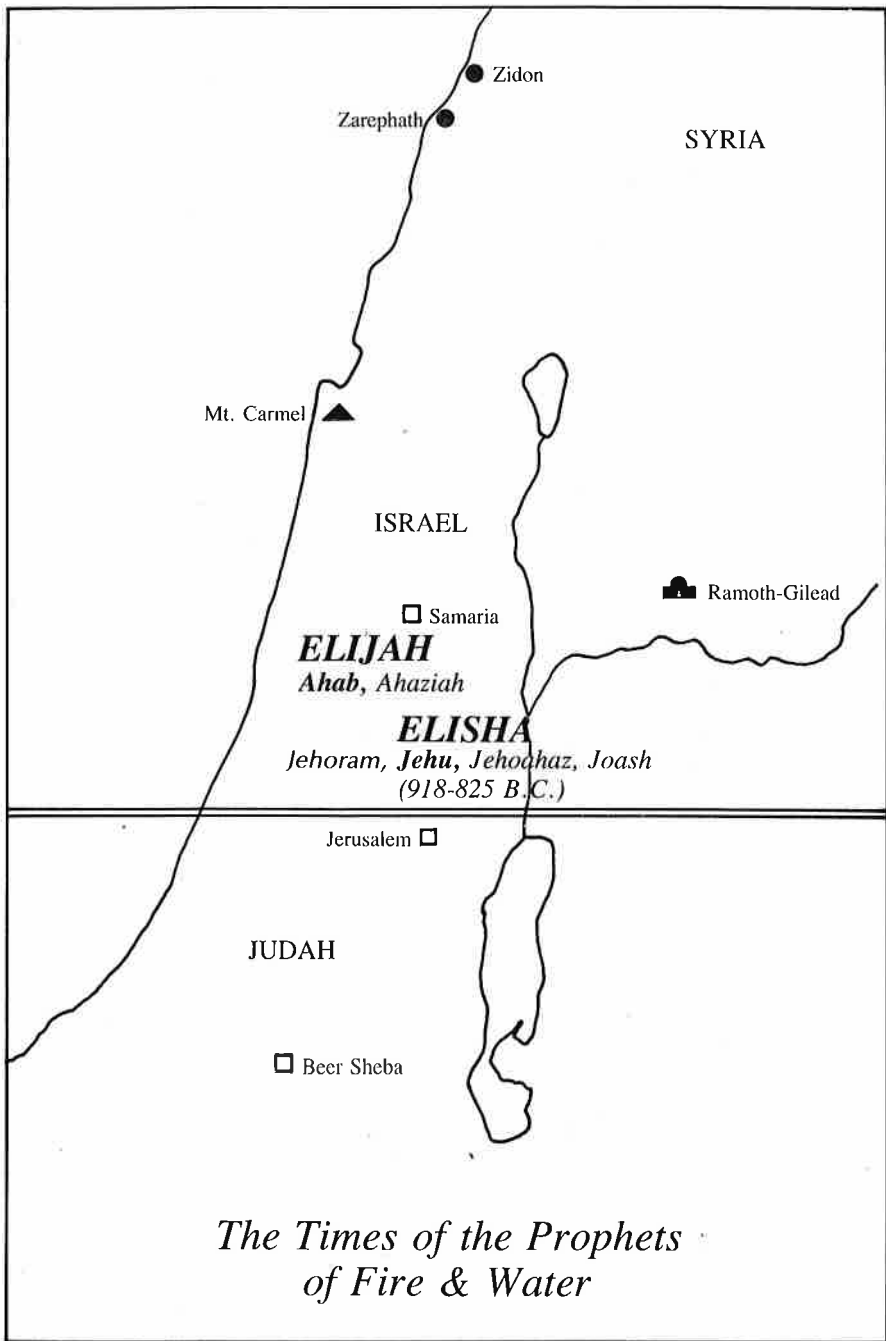 Zidon
Zarephath
SYRIA
Mt. Carmel
ISRAEL
Ramoth-Gilead
Samaria
ELIJAH
Ahab, Ahaziah
ELISHA
Jehoram, Jehu, Jehoahaz, Joash
(918-825 B.C.)
Jerusalem
JUDAH
Beer Sheba
The Times of the Prophets
of Fire & Water